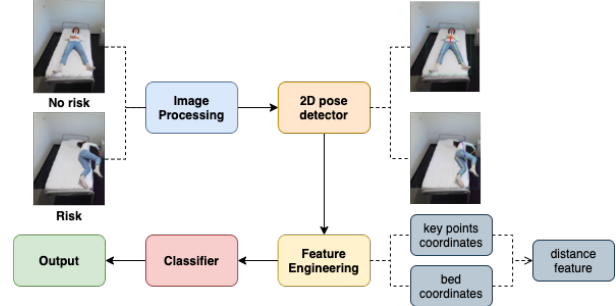 No risk
Image
Processing
2D pose
detector
Risk
Output
Classifier
Feature
Engineering
key points
coordinates
bed
coordinates
distance
feature